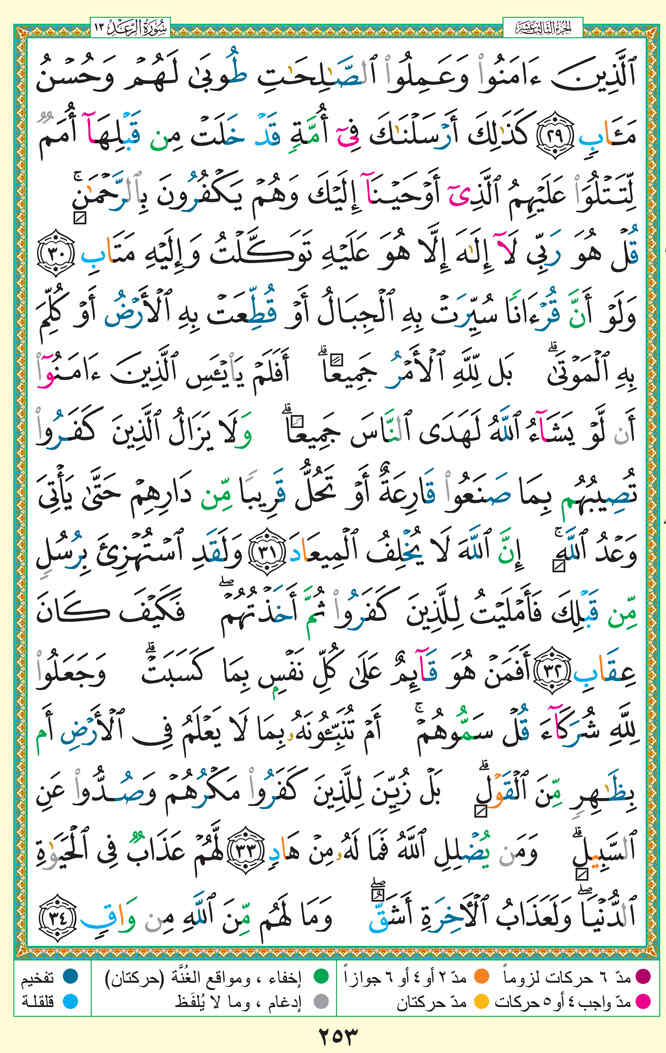 سُورَةُ الرَّعْدِ ١٣
الجزء الثالث عشر
ٱلَّذِينَ ءَامَنُوا۟ وَعَمِلُوا۟ ٱلصَّـٰلِحَـٰتِ طُوبَىٰ لَهُمْ وَحُسْنُ
مَـَٔابٍ ٢٩ كَذَٰلِكَ أَرْسَلْنَـٰكَ فِىٓ أُمَّةٍ قَدْ خَلَتْ مِن قَبْلِهَآ أُمَمٌ
لِّتَتْلُوَا۟ عَلَيْهِمُ ٱلَّذِىٓ أَوْحَيْنَآ إِلَيْكَ وَهُمْ يَكْفُرُونَ بِٱلرَّحْمَـٰنِ ۚ
قُلْ هُوَ رَبِّى لَآ إِلَـٰهَ إِلَّا هُوَ عَلَيْهِ تَوَكَّلْتُ وَإِلَيْهِ مَتَابِ ٣٠
وَلَوْ أَنَّ قُرْءَانًا سُيِّرَتْ بِهِ ٱلْجِبَالُ أَوْ قُطِّعَتْ بِهِ ٱلْأَرْضُ أَوْ كُلِّمَ
بِهِ ٱلْمَوْتَىٰ ۗ بَل لِّلَّهِ ٱلْأَمْرُ جَمِيعًا ۗ أَفَلَمْ يَا۟يْـَٔسِ ٱلَّذِينَ ءَامَنُوٓا۟
أَن لَّوْ يَشَآءُ ٱللَّهُ لَهَدَى ٱلنَّاسَ جَمِيعًا ۗ وَلَا يَزَالُ ٱلَّذِينَ كَفَرُوا۟
تُصِيبُهُم بِمَا صَنَعُوا۟ قَارِعَةٌ أَوْ تَحُلُّ قَرِيبًا مِّن دَارِهِمْ حَتَّىٰ يَأْتِىَ
وَعْدُ ٱللَّهِ ۚ إِنَّ ٱللَّهَ لَا يُخْلِفُ ٱلْمِيعَادَ ٣١ وَلَقَدِ ٱسْتُهْزِئَ بِرُسُلٍ
مِّن قَبْلِكَ فَأَمْلَيْتُ لِلَّذِينَ كَفَرُوا۟ ثُمَّ أَخَذْتُهُمْ ۖ فَكَيْفَ كَانَ
عِقَابِ ٣٢ أَفَمَنْ هُوَ قَآئِمٌ عَلَىٰ كُلِّ نَفْسٍۭ بِمَا كَسَبَتْ ۗ وَجَعَلُوا۟
لِلَّهِ شُرَكَآءَ قُلْ سَمُّوهُمْ ۚ أَمْ تُنَبِّـُٔونَهُۥ بِمَا لَا يَعْلَمُ فِى ٱلْأَرْضِ أَم
بِظَـٰهِرٍ مِّنَ ٱلْقَوْلِ ۗ بَلْ زُيِّنَ لِلَّذِينَ كَفَرُوا۟ مَكْرُهُمْ وَصُدُّوا۟ عَنِ
ٱلسَّبِيلِ ۗ وَمَن يُضْلِلِ ٱللَّهُ فَمَا لَهُۥ مِنْ هَادٍ ٣٣ لَّهُمْ عَذَابٌ فِى ٱلْحَيَوٰةِ
ٱلدُّنْيَا ۖ وَلَعَذَابُ ٱلْـَٔاخِرَةِ أَشَقُّ ۖ وَمَا لَهُم مِّنَ ٱللَّهِ مِن وَاقٍ ٣٤
مدّ ٦ حركات لزوماً مدّ ٢ أو ٤ أو ٦ جوازاً إخفاء ، ومواقع الغُنَّة (حركتان) تفخيم
مدّ واجب ٤ أو ٥ حركات مدّ حركتان إدغام ، وما لا يُلفَظ قلقلة
٢٥٣